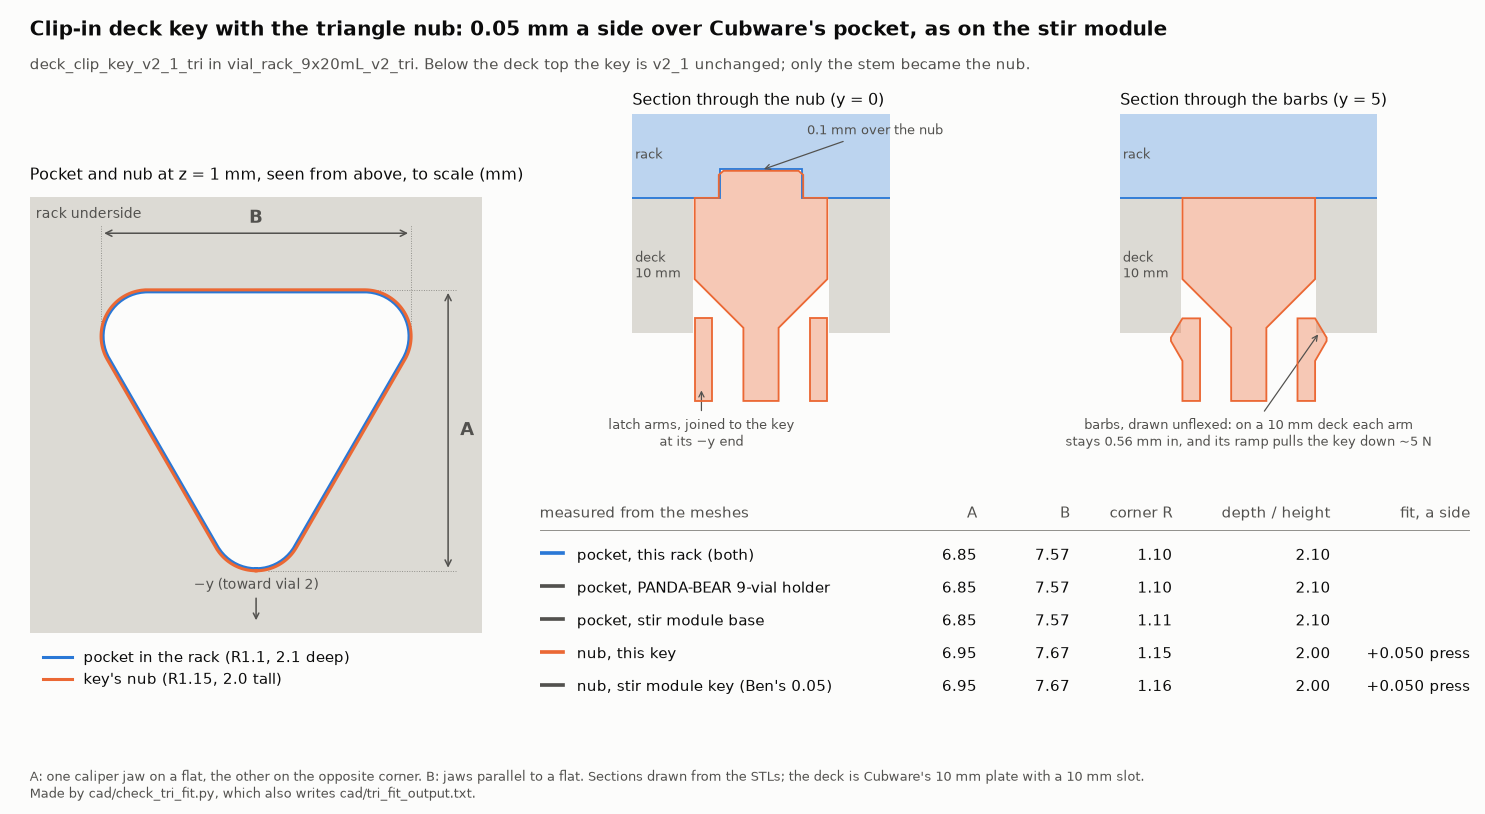 Clip-in deck key with the triangle nub: 0.05 mm a side over Cubware's pocket, as on the stir module
deck_clip_key_v2_1_tri in vial_rack_9x20mL_v2_tri. Below the deck top the key is v2_1 unchanged; only the stem became the nub.
Pocket and nub at z = 1 mm, seen from above, to scale (mm)
rack underside
B
A
−y (toward vial 2)
pocket in the rack (R1.1, 2.1 deep)
key's nub (R1.15, 2.0 tall)
Section through the nub (y = 0)
0.1 mm over the nub
rack
deck
10 mm
latch arms, joined to the key
at its −y end
Section through the barbs (y = 5)
rack
deck
10 mm
barbs, drawn unflexed: on a 10 mm deck each arm
stays 0.56 mm in, and its ramp pulls the key down ~5 N
measured from the meshes A B corner R depth / height fit, a side
pocket, this rack (both) 6.85 7.57 1.10 2.10
pocket, PANDA-BEAR 9-vial holder 6.85 7.57 1.10 2.10
pocket, stir module base 6.85 7.57 1.11 2.10
nub, this key 6.95 7.67 1.15 2.00 +0.050 press
nub, stir module key (Ben's 0.05) 6.95 7.67 1.16 2.00 +0.050 press
A: one caliper jaw on a flat, the other on the opposite corner. B: jaws parallel to a flat. Sections drawn from the STLs; the deck is Cubware's 10 mm plate with a 10 mm slot.
Made by cad/check_tri_fit.py, which also writes cad/tri_fit_output.txt.